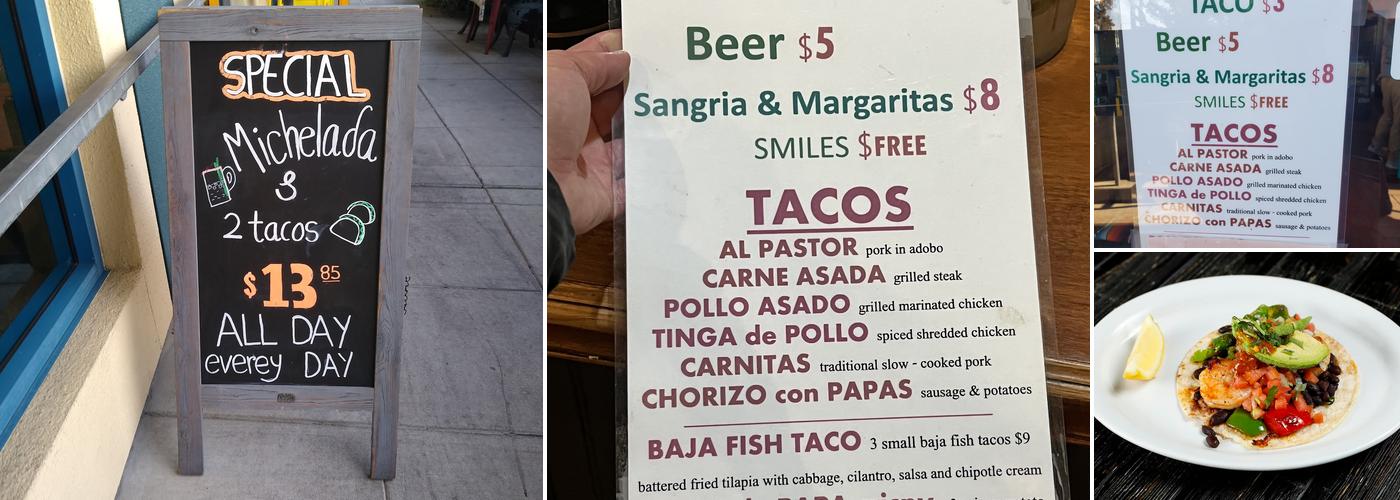 SPECIAL
Michelada
&
2 tacos
$13 85
ALL DAY
everey DAY
Beer $5
Sangria & Margaritas $8
SMILES $FREE
TACOS
AL PASTOR pork in adobo
CARNE ASADA grilled steak
POLLO ASADO grilled marinated chicken
TINGA de POLLO spiced shredded chicken
CARNITAS traditional slow - cooked pork
CHORIZO con PAPAS sausage & potatoes
BAJA FISH TACO 3 small baja fish tacos $9
battered fried tilapia with cabbage, cilantro, salsa and chipotle cream
TACO $3
Beer $5
Sangria & Margaritas $8
SMILES $FREE
TACOS
AL PASTOR pork in adobo
CARNE ASADA grilled steak
POLLO ASADO grilled marinated chicken
TINGA de POLLO spiced shredded chicken
CARNITAS traditional slow - cooked pork
CHORIZO con PAPAS sausage & potatoes